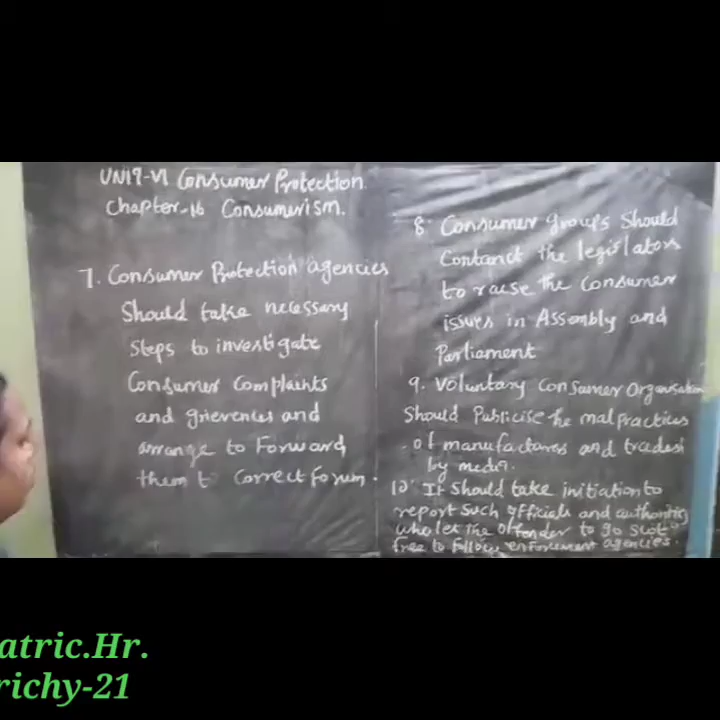 UNIT-VI Consumer Protection.
Chapter-16 Consumerism.
7. Consumer Protection agencies
Should take necessary
Steps to investigate
Consumer Complaints
and grievences and
arrange to Forward
them t correct forum.
8. Consumer groups Should
Contanct the legislators
to raise the Consumer
issues in Assembly and
Parliament
9. Voluntary Consumer Organisation
Should Publicise the malpractices
of manufactures and traders
by media.
10. It Should take initiation to
report such officials and authorities
who let the offender to go scot
free to follow enforcement agencies.
atric.Hr.
richy-21